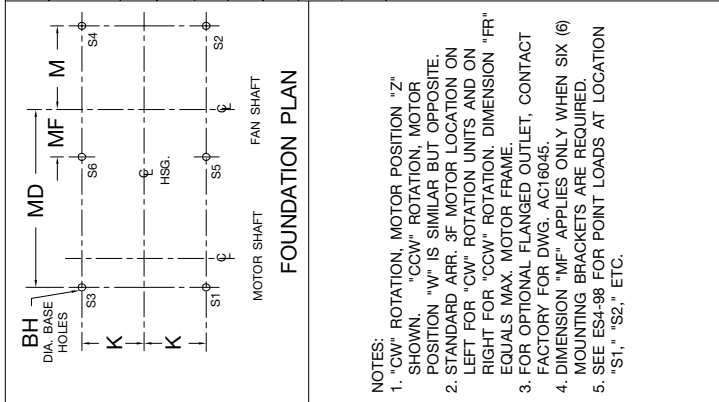 S4
S2
M
MF
MD
S6
S5
FAN SHAFT
HSG.
MOTOR SHAFT
BH
DIA. BASE
HOLES
S3
S1
K
K
FOUNDATION PLAN
NOTES:
1. "CW" ROTATION, MOTOR POSITION "Z"
SHOWN. "CCW" ROTATION, MOTOR
POSITION "W" IS SIMILAR BUT OPPOSITE.
2. STANDARD ARR. 3F MOTOR LOCATION ON
LEFT FOR "CW" ROTATION UNITS AND ON
RIGHT FOR "CCW" ROTATION. DIMENSION "FR"
EQUALS MAX. MOTOR FRAME.
3. FOR OPTIONAL FLANGED OUTLET, CONTACT
FACTORY FOR DWG. AC16045.
4. DIMENSION "MF" APPLIES ONLY WHEN SIX (6)
MOUNTING BRACKETS ARE REQUIRED.
5. SEE ES4-98 FOR POINT LOADS AT LOCATION
"S1," "S2," ETC.